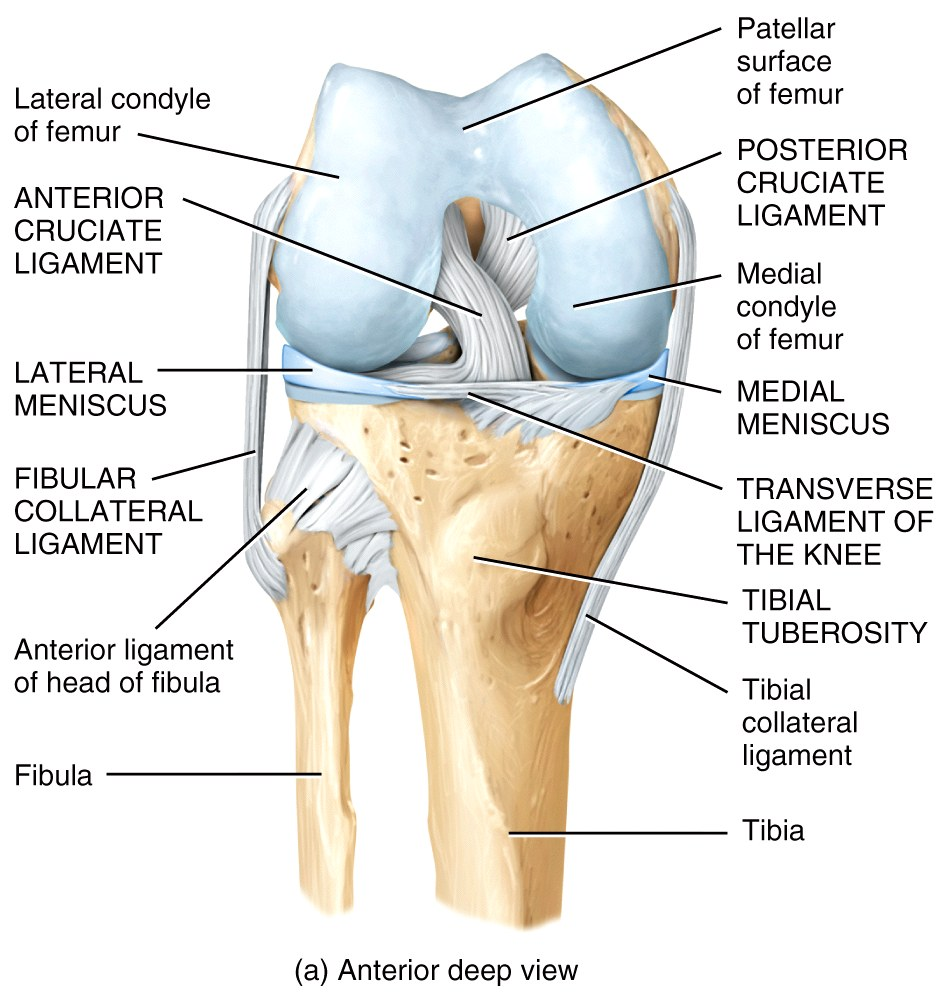 Lateral condyle
of femur
ANTERIOR
CRUCIATE
LIGAMENT
LATERAL
MENISCUS
FIBULAR
COLLATERAL
LIGAMENT
Anterior ligament
of head of fibula
Fibula
Patellar
surface
of femur
POSTERIOR
CRUCIATE
LIGAMENT
Medial
condyle
of femur
MEDIAL
MENISCUS
TRANSVERSE
LIGAMENT OF
THE KNEE
TIBIAL
TUBEROSITY
Tibial
collateral
ligament
Tibia
(a) Anterior deep view